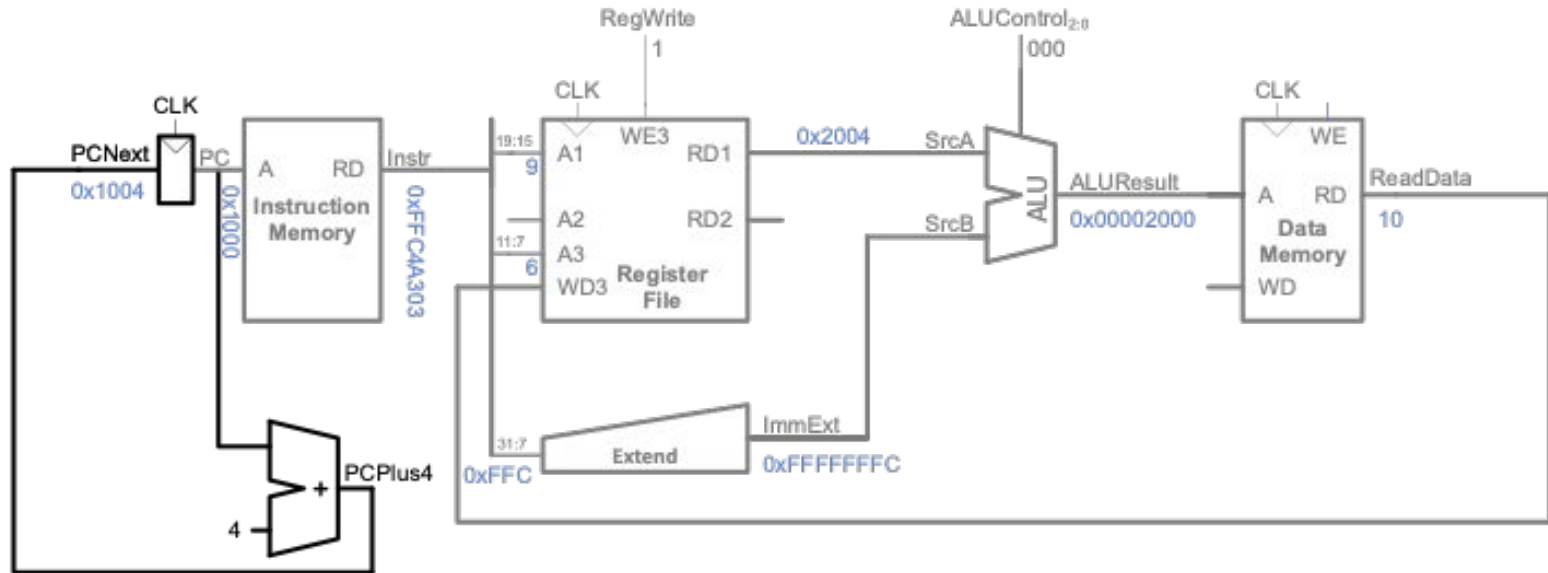 RegWrite
1
ALUControl2:0
000
CLK
CLK
CLK
PCNext
0x1004
PC
0x1000
A
RD
Instruction
Memory
Instr
0xFFC4A303
19:15
9
A1
WE3
RD1
0x2004
SrcA
A2
RD2
11:7
6
A3
WD3
Register
File
SrcB
ALU
ALUResult
0x00002000
WE
A
RD
Data
Memory
WD
ReadData
10
31:7
0xFFC
Extend
ImmExt
0xFFFFFFFC
+
4
PCPlus4